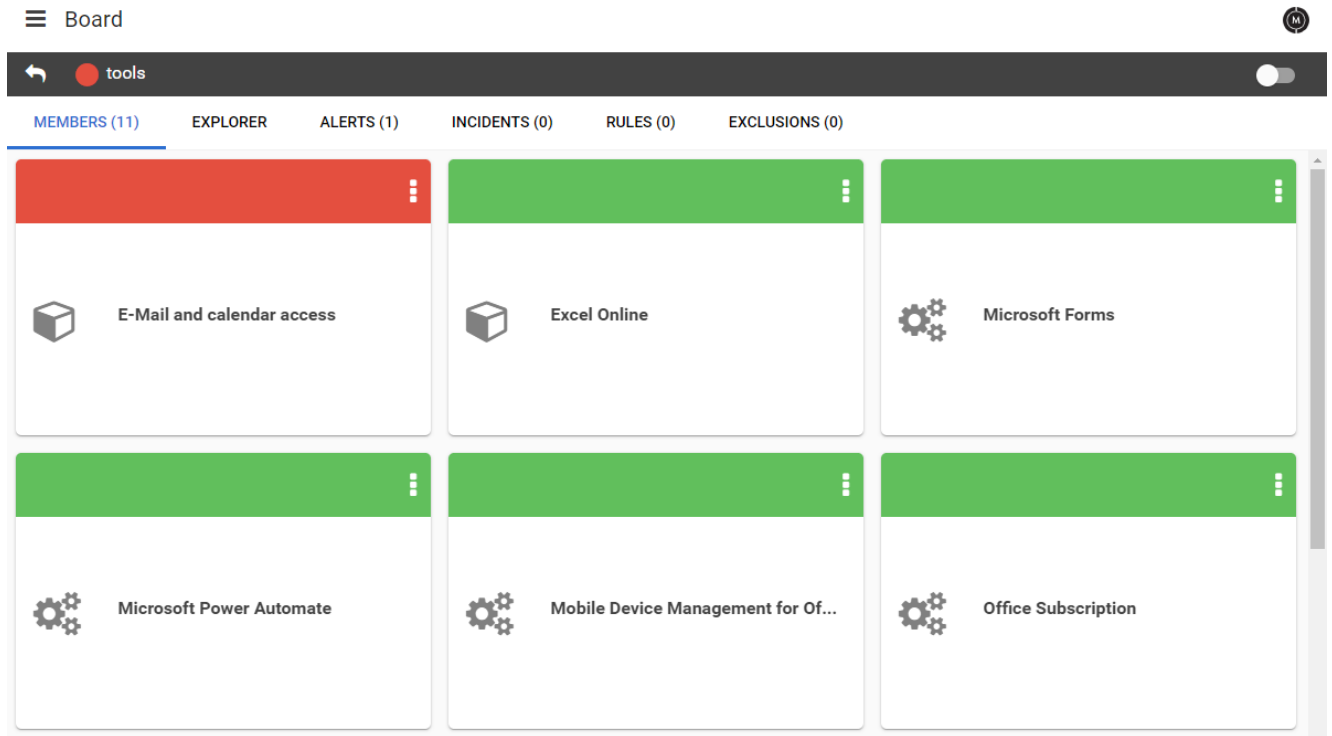 Board
M
tools
MEMBERS (11) EXPLORER ALERTS (1) INCIDENTS (0) RULES (0) EXCLUSIONS (0)
E-Mail and calendar access
Excel Online
Microsoft Forms
Microsoft Power Automate
Mobile Device Management for Of...
Office Subscription